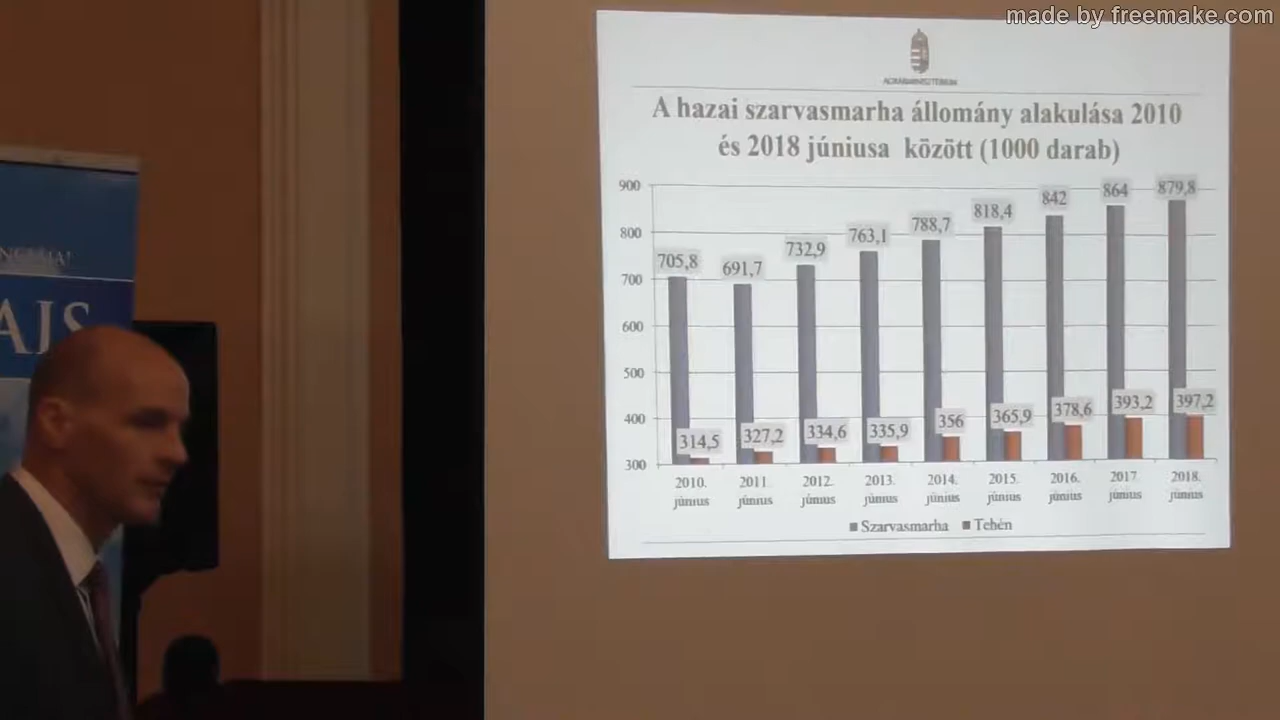 made by freemake.com
AGRÁRMINISZTÉRIUM
A hazai szarvasmarha állomány alakulása 2010
és 2018 júniusa között (1000 darab)
900
800
700
600
500
400
300
705,8
691,7
732,9
763,1
788,7
818,4
842
864
879,8
314,5
327,2
334,6
335,9
356
365,9
378,6
393,2
397,2
2010. június
2011. június
2012. június
2013. június
2014. június
2015. június
2016. június
2017. június
2018. június
Szarvasmarha Tehén
AJS